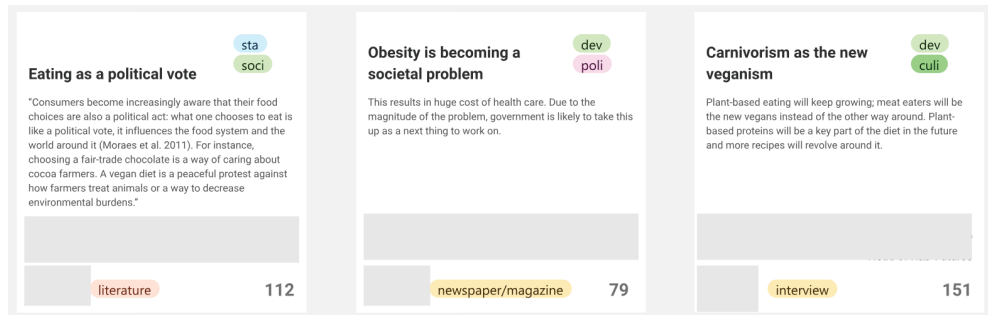 sta
soci
Eating as a political vote
“Consumers become increasingly aware that their food
choices are also a political act: what one chooses to eat is
like a political vote, it influences the food system and the
world around it (Moraes et al. 2011). For instance,
choosing a fair-trade chocolate is a way of caring about
cocoa farmers. A vegan diet is a peaceful protest against
how farmers treat animals or a way to decrease
environmental burdens.”
literature
112
dev
poli
Obesity is becoming a
societal problem
This results in huge cost of health care. Due to the
magnitude of the problem, government is likely to take this
up as a next thing to work on.
newspaper/magazine
79
dev
culi
Carnivorism as the new
veganism
Plant-based eating will keep growing; meat eaters will be
the new vegans instead of the other way around. Plant-
based proteins will be a key part of the diet in the future
and more recipes will revolve around it.
interview
151